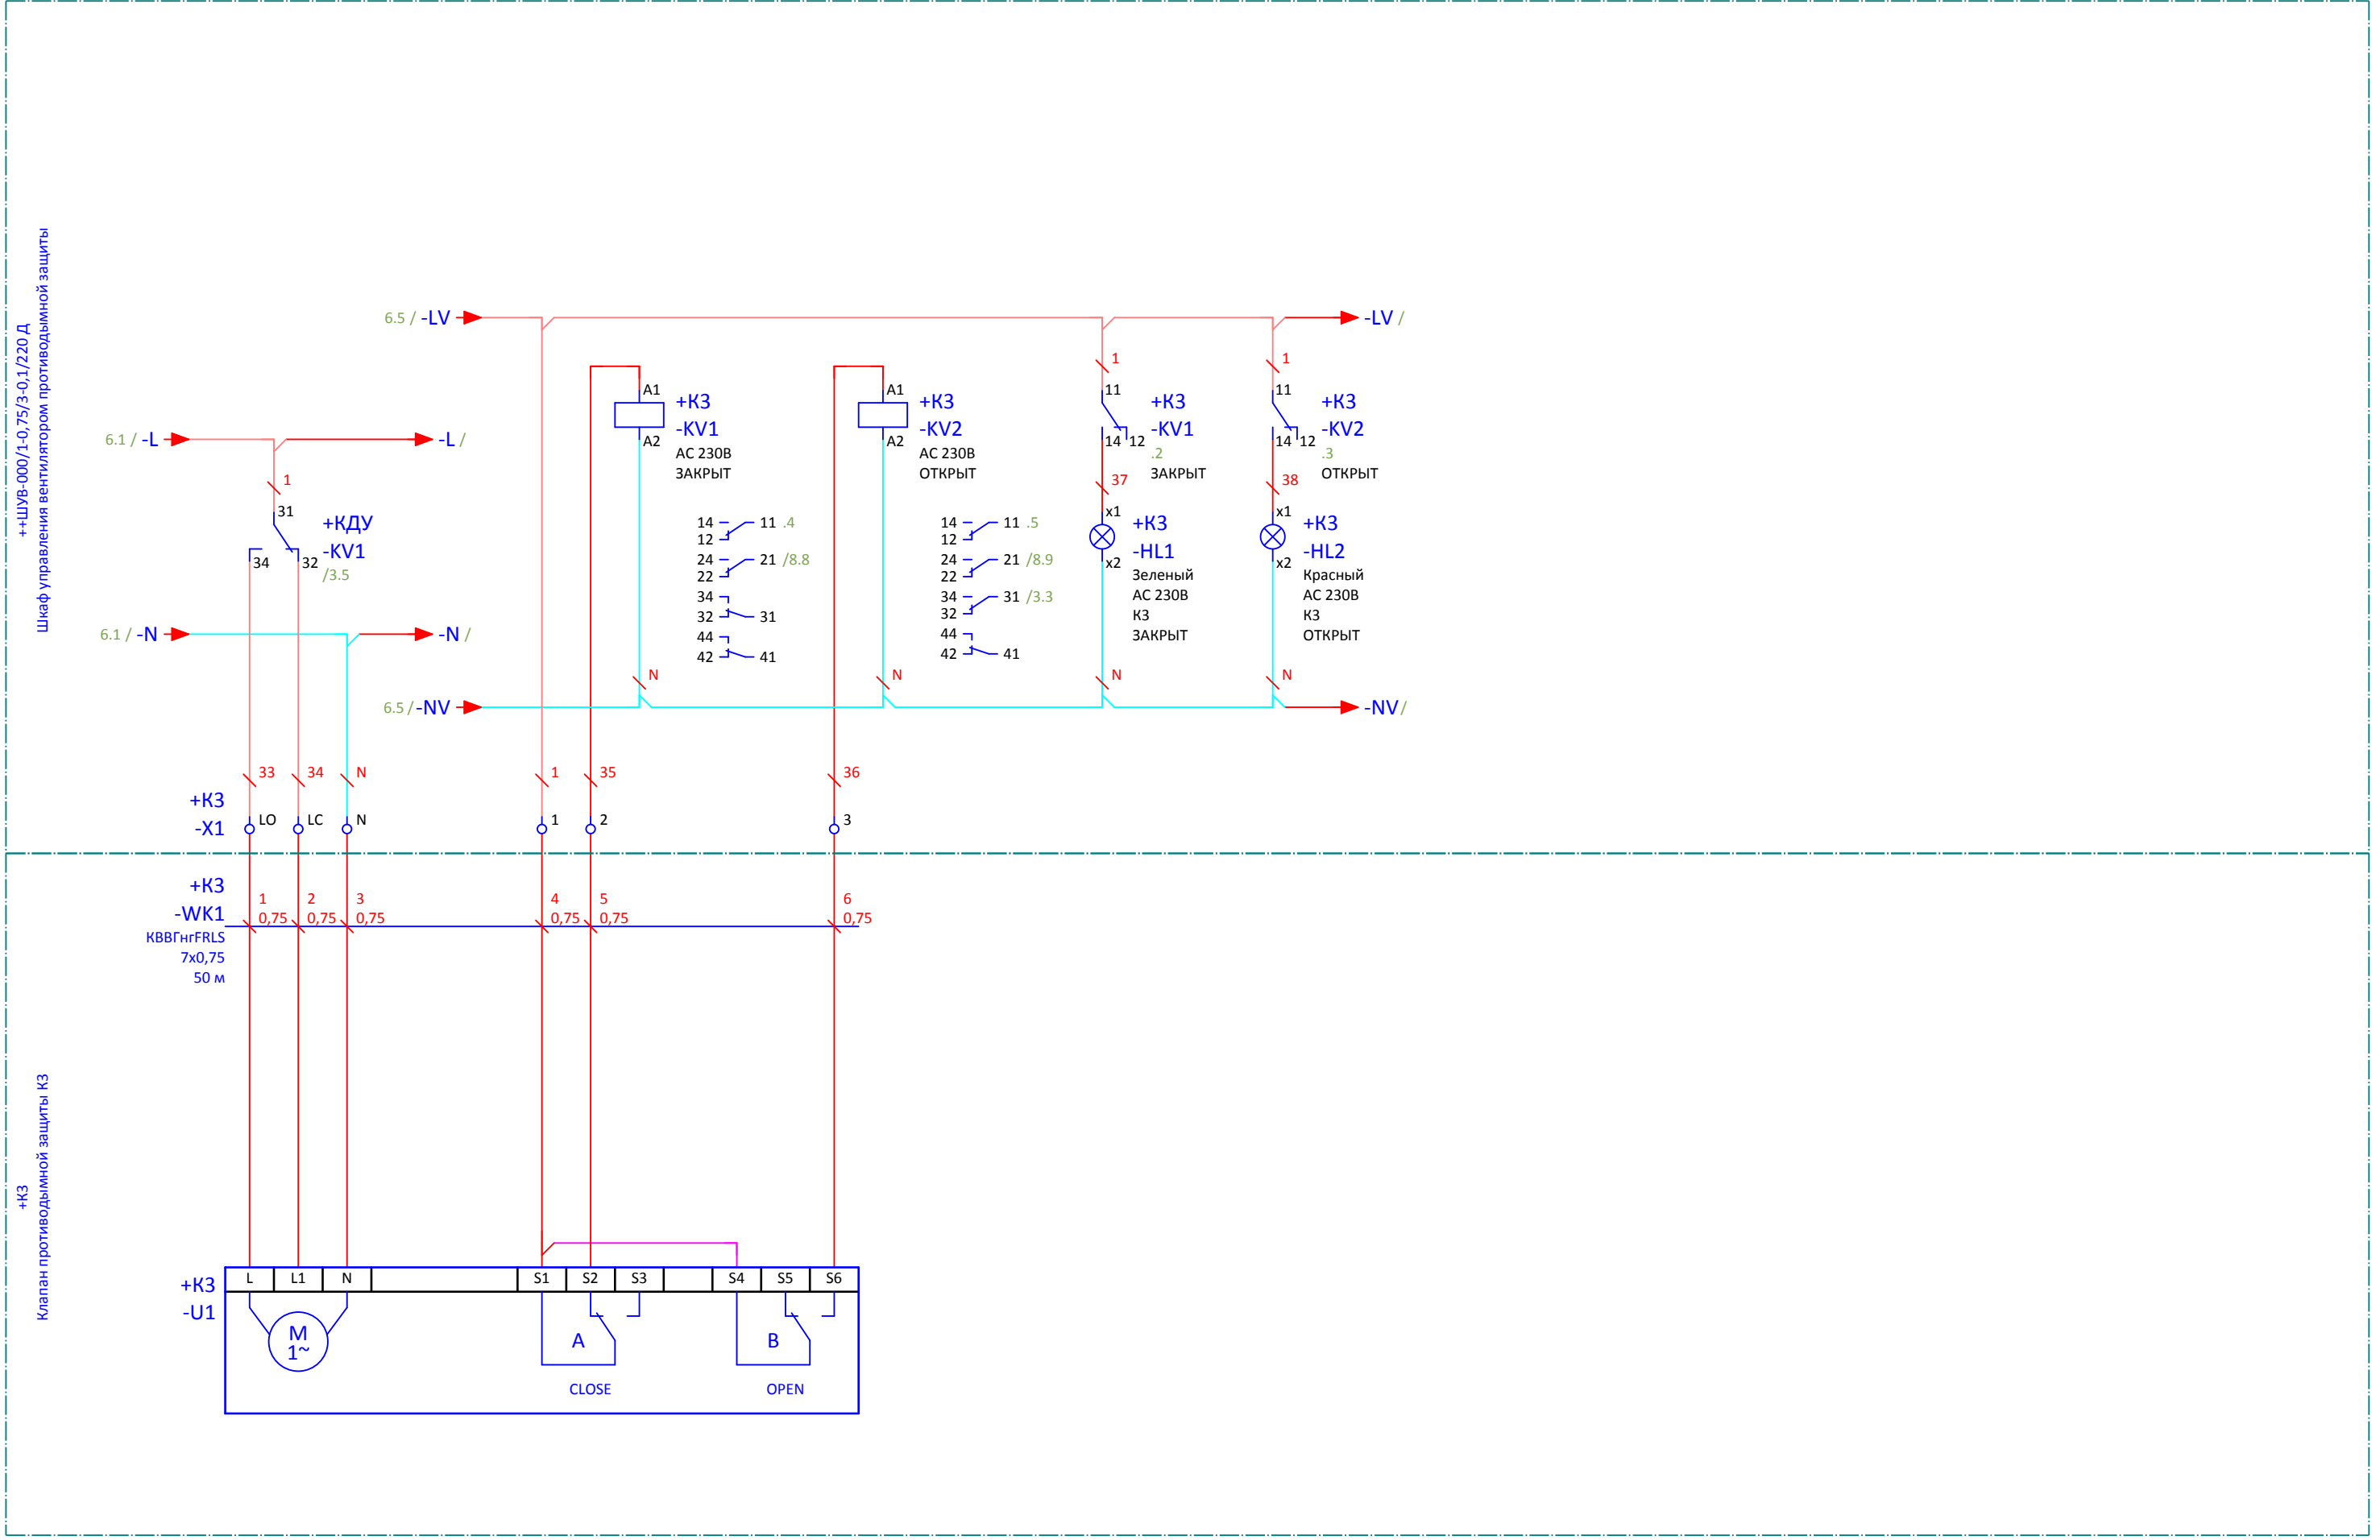 ++ШУВ-000/1-0,75/3-0,1/220 Д
Шкаф управления вентилятором противодымной защиты
6.5 / -LV
-LV /
6.1 / -L
-L /
1
31
34
32
+КДУ
-KV1
/3.5
6.1 / -N
-N /
A1
A2
+К3
-KV1
AC 230В
ЗАКРЫТ
14 11 .4
12
24 21 /8.8
22
34
32 31
44
42 41
N
A1
A2
+К3
-KV2
AC 230В
ОТКРЫТ
14 11 .5
12
24 21 /8.9
22
34 31 /3.3
32
44
42 41
N
1
11
14 12
+К3
-KV1
.2
ЗАКРЫТ
37
x1
x2
+К3
-HL1
Зеленый
AC 230В
К3
ЗАКРЫТ
N
1
11
14 12
+К3
-KV2
.3
ОТКРЫТ
38
x1
x2
+К3
-HL2
Красный
AC 230В
К3
ОТКРЫТ
N
6.5 / -NV
-NV /
33 34 N 1 35 36
+К3
-X1
LO LC N 1 2 3
+К3
Клапан противодымной защиты К3
+К3
-WK1
КВВГнгFRLS
7x0,75
50 м
1 2 3 4 5 6
0,75 0,75 0,75 0,75 0,75 0,75
+К3
-U1
L L1 N S1 S2 S3 S4 S5 S6
M
1~
A
B
CLOSE
OPEN